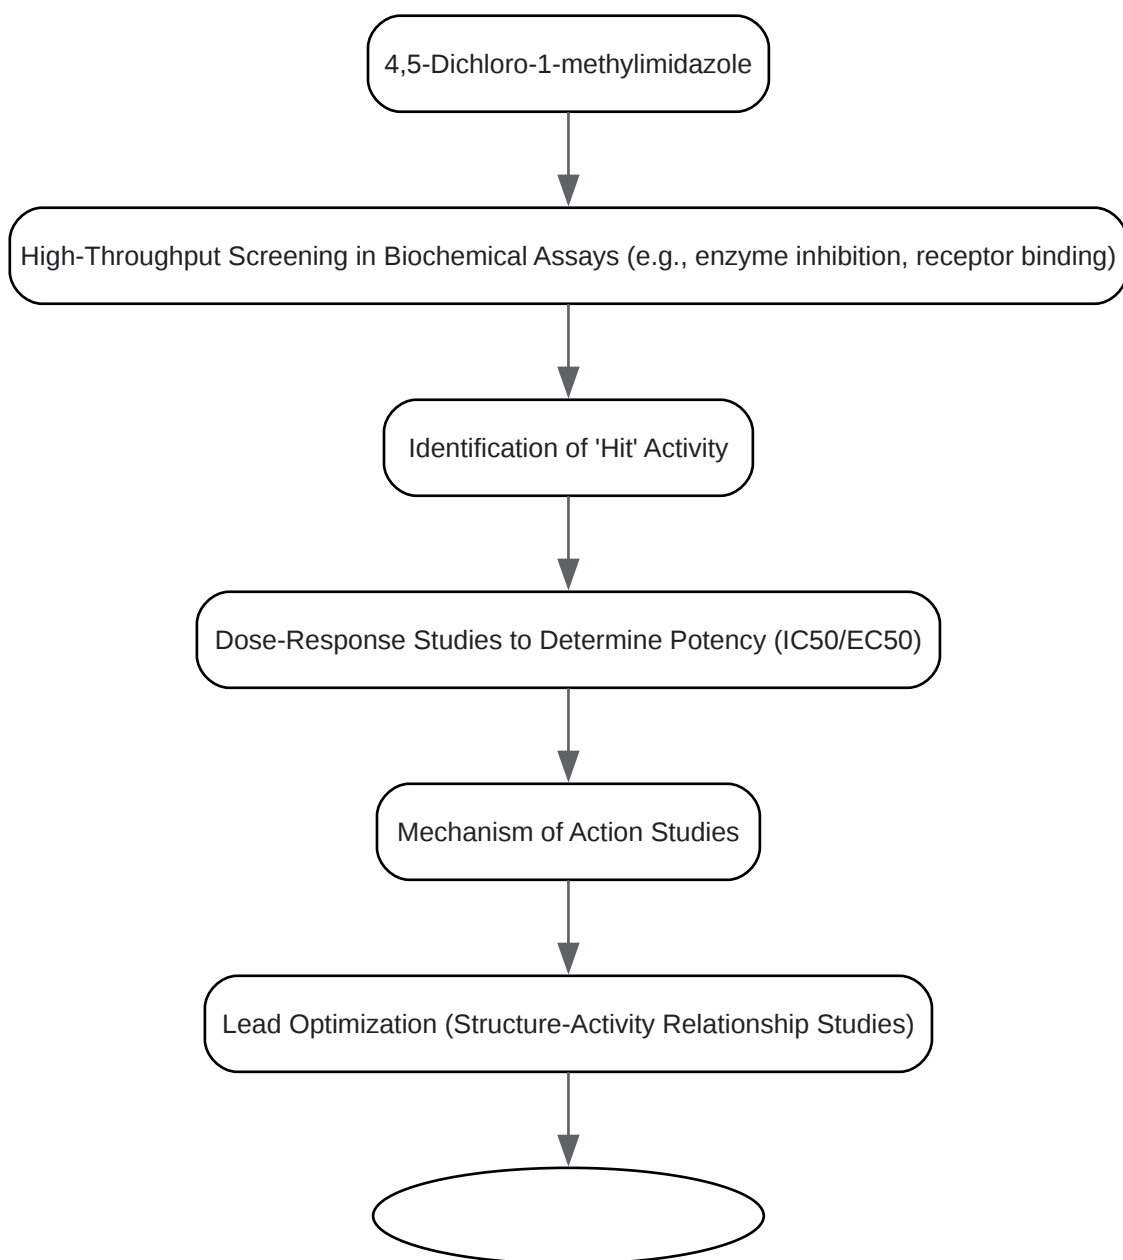 4,5-Dichloro-1-methylimidazole
High-Throughput Screening in Biochemical Assays (e.g., enzyme inhibition, receptor binding)
Identification of 'Hit' Activity
Dose-Response Studies to Determine Potency (IC50/EC50)
Mechanism of Action Studies
Lead Optimization (Structure-Activity Relationship Studies)